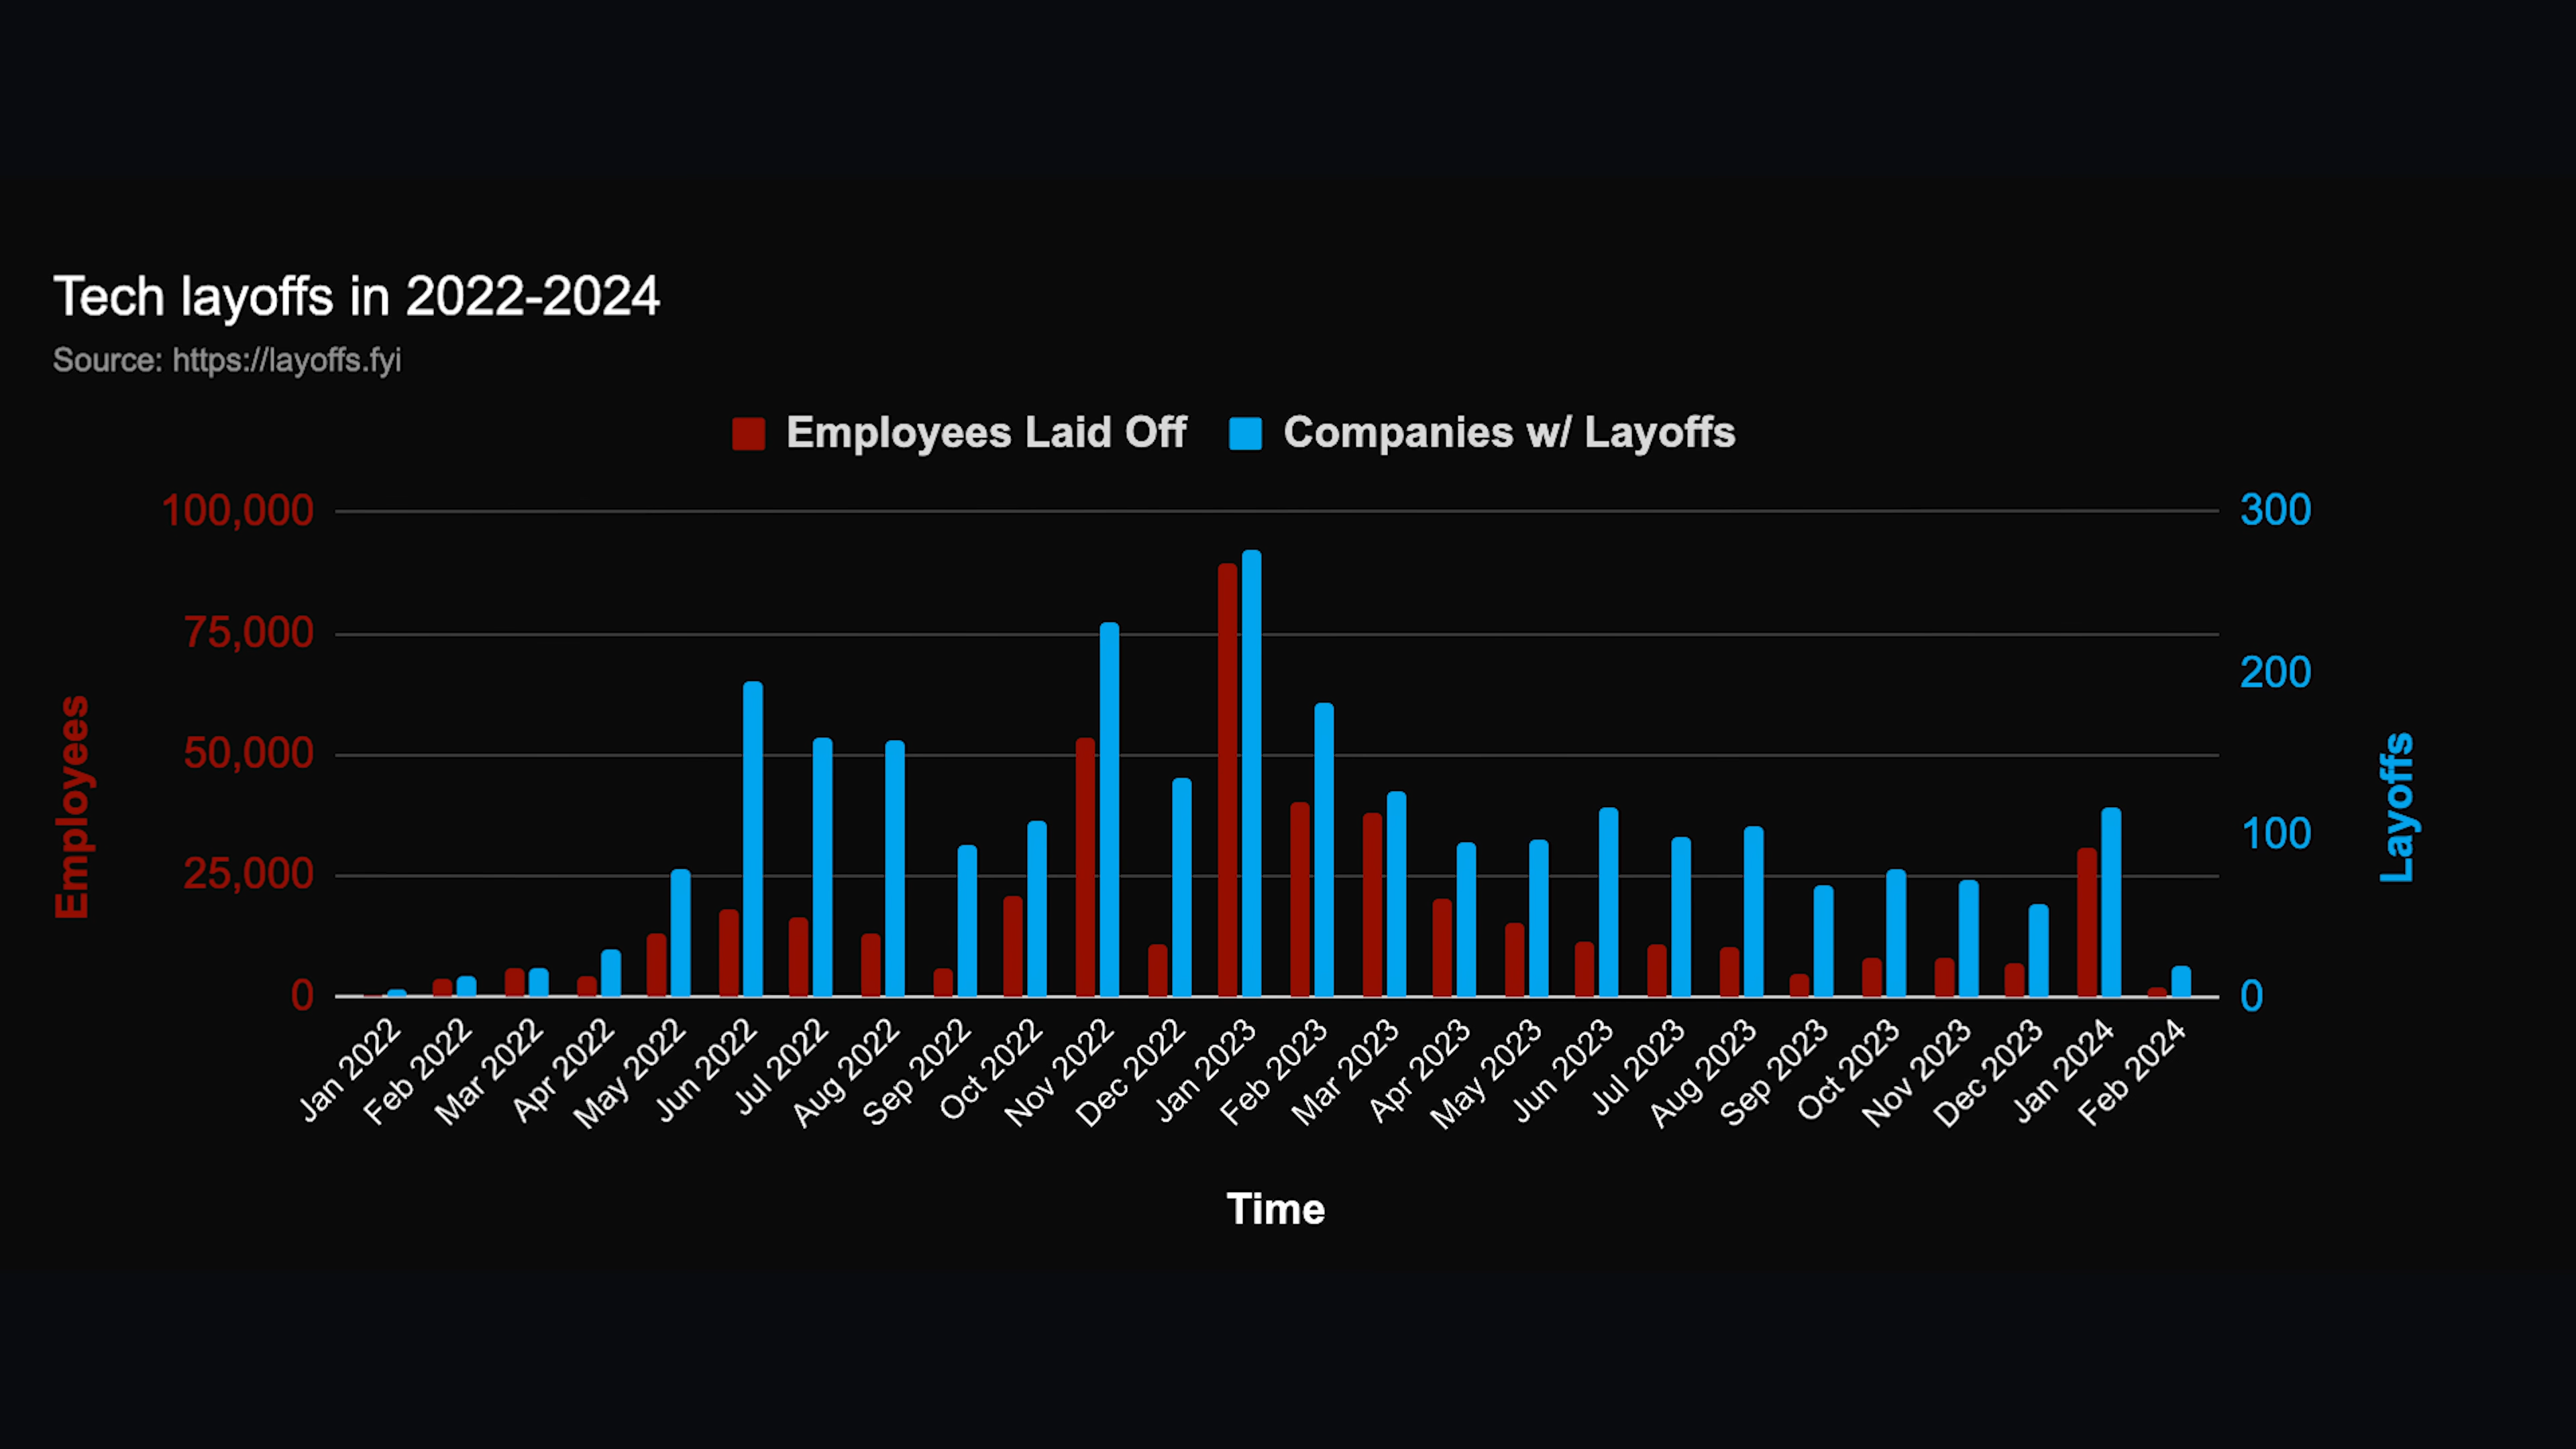 Tech layoffs in 2022-2024
Source: https://layoffs.fyi
Employees Laid Off
Companies w/ Layoffs
100,000
75,000
50,000
25,000
0
Employees
300
200
100
0
Layoffs
Jan 2022
Feb 2022
Mar 2022
Apr 2022
May 2022
Jun 2022
Jul 2022
Aug 2022
Sep 2022
Oct 2022
Nov 2022
Dec 2022
Jan 2023
Feb 2023
Mar 2023
Apr 2023
May 2023
Jun 2023
Jul 2023
Aug 2023
Sep 2023
Oct 2023
Nov 2023
Dec 2023
Jan 2024
Feb 2024
Time